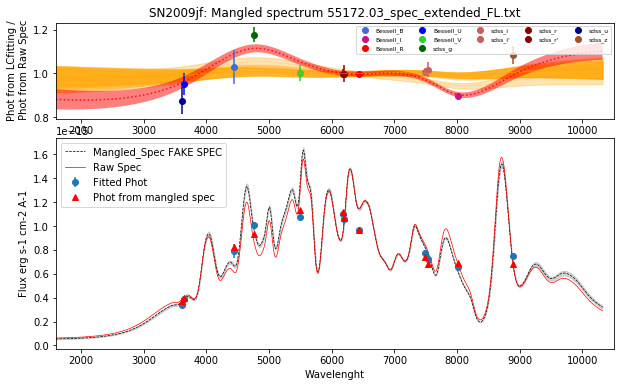 SN2009jf: Mangled spectrum 55172.03_spec_extended_FL.txt
Phot from LCfitting /
Phot from Raw Spec
1.2
1.0
0.8
Bessell_B
Bessell_I
Bessell_R
Bessell_U
Bessell_V
sdss_g
sdss_i
sdss_i'
sdss_r
sdss_r'
sdss_u
sdss_z
2000 3000 4000 5000 6000 7000 8000 9000 10000
Flux erg s-1 cm-2 A-1
1.6
1.4
1.2
1.0
0.8
0.6
0.4
0.2
0.0
Mangled_Spec FAKE SPEC
Raw Spec
Fitted Phot
Phot from mangled spec
2000 3000 4000 5000 6000 7000 8000 9000 10000
Wavelenght